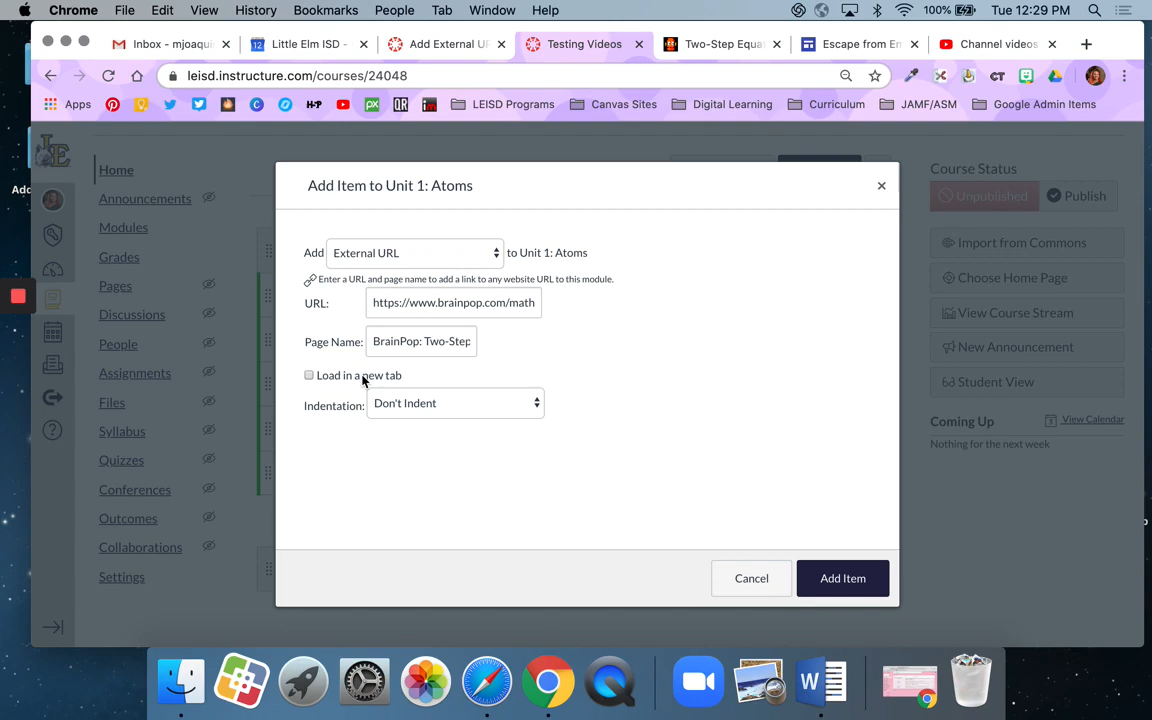 Chrome File Edit View History Bookmarks People Tab Window Help 100% Tue 12:29 PM
Inbox - mjoaqui Little Elm ISD - Add External U Testing Videos Two-Step Equa Escape from E Channel videos
leisd.instructure.com/courses/24048
Apps H+P px QR CT LEISD Programs Canvas Sites Digital Learning Curriculum JAMF/ASM Google Admin Items
Add Item to Unit 1: Atoms
Add External URL to Unit 1: Atoms
Enter a URL and page name to add a link to any website URL to this module.
URL: https://www.brainpop.com/math
Page Name: BrainPop: Two-Step
Load in a new tab
Indentation: Don't Indent
Cancel Add Item
Home
Announcements
Modules
Grades
Pages
Discussions
People
Assignments
Files
Syllabus
Quizzes
Conferences
Outcomes
Collaborations
Settings
Course Status
Unpublished Publish
Import from Commons
Choose Home Page
View Course Stream
New Announcement
Student View
Coming Up View Calendar
Nothing for the next week